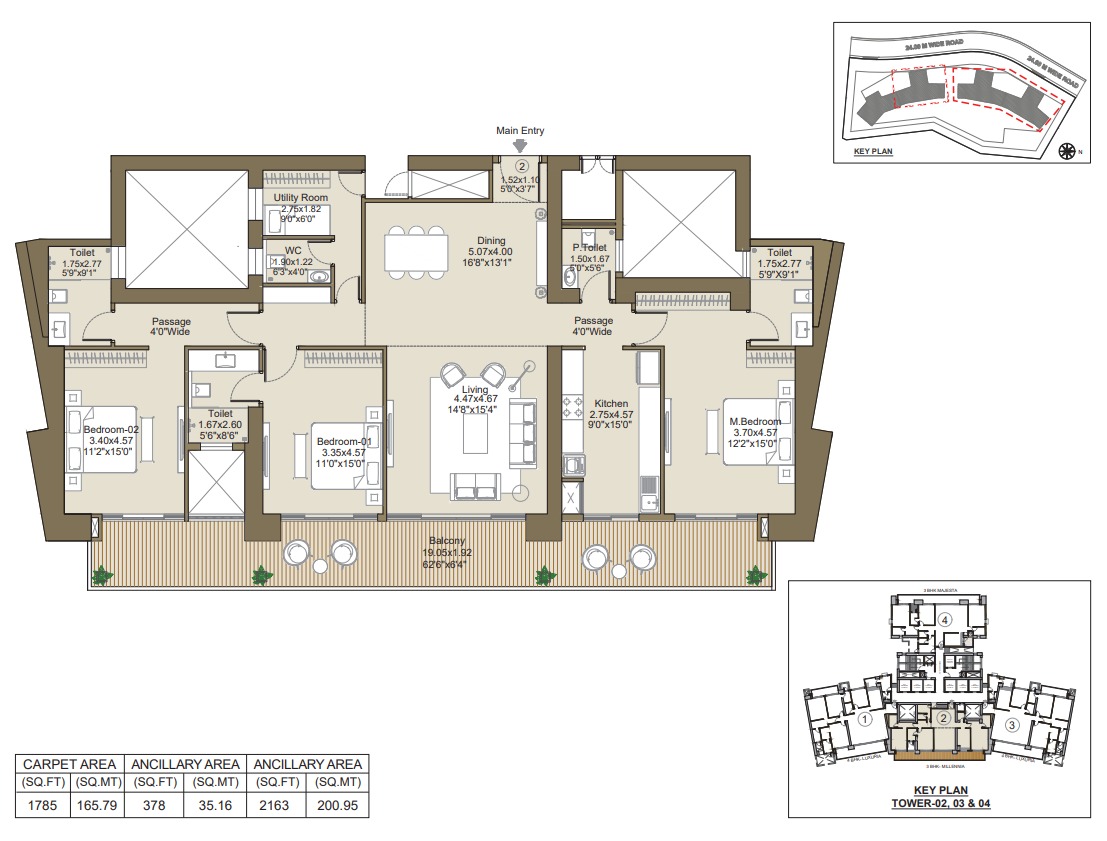 24.00 M WIDE ROAD
24.00 M WIDE ROAD
KEY PLAN
N
Main Entry
2
1.52x1.10
5'0"x3'7"
Utility Room
2.75x1.82
9'0"x6'0"
WC
1.90x1.22
6'3"x4'0"
Toilet
1.75x2.77
5'9"x9'1"
Dining
5.07x4.00
16'8"x13'1"
P.Toilet
1.50x1.67
5'0"x5'6"
Toilet
1.75x2.77
5'9"X9'1"
Passage
4'0"Wide
Passage
4'0"Wide
Living
4.47x4.67
14'8"x15'4"
Kitchen
2.75x4.57
9'0"x15'0"
Toilet
1.67x2.60
5'6"x8'6"
Bedroom-02
3.40x4.57
11'2"x15'0"
Bedroom-01
3.35x4.57
11'0"x15'0"
M.Bedroom
3.70x4.57
12'2"x15'0"
Balcony
19.05x1.92
62'6"x6'4"
3 BHK MAJESTA
4
1
2
3
4 BHK- LUXURIA
3 BHK- MILLENNIA
KEY PLAN
TOWER-02, 03 & 04
CARPET AREA ANCILLARY AREA ANCILLARY AREA
(SQ.FT) (SQ.MT) (SQ.FT) (SQ.MT) (SQ.FT) (SQ.MT)
1785 165.79 378 35.16 2163 200.95